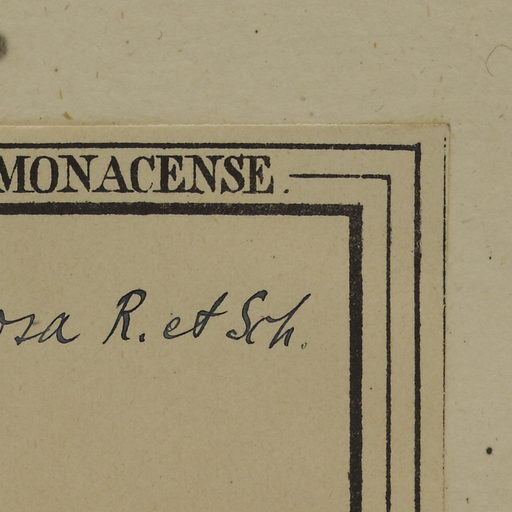 MONACENSE.
osa R. et Sch.